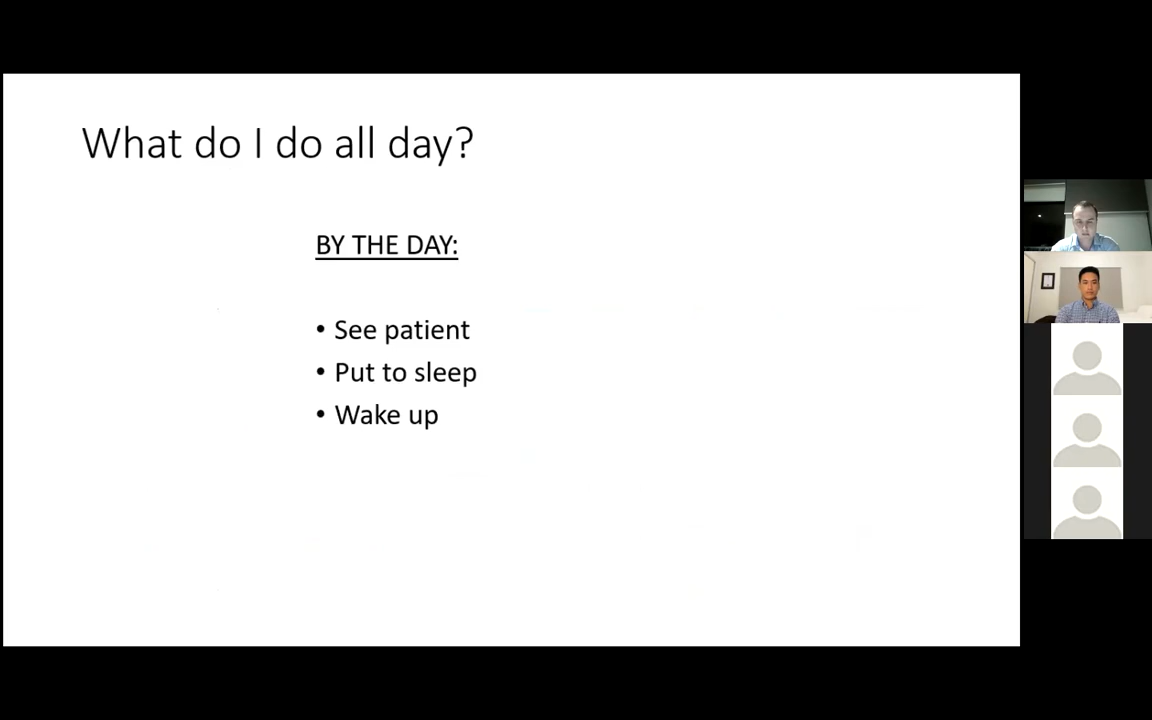 What do I do all day?
BY THE DAY:
• See patient
• Put to sleep
• Wake up